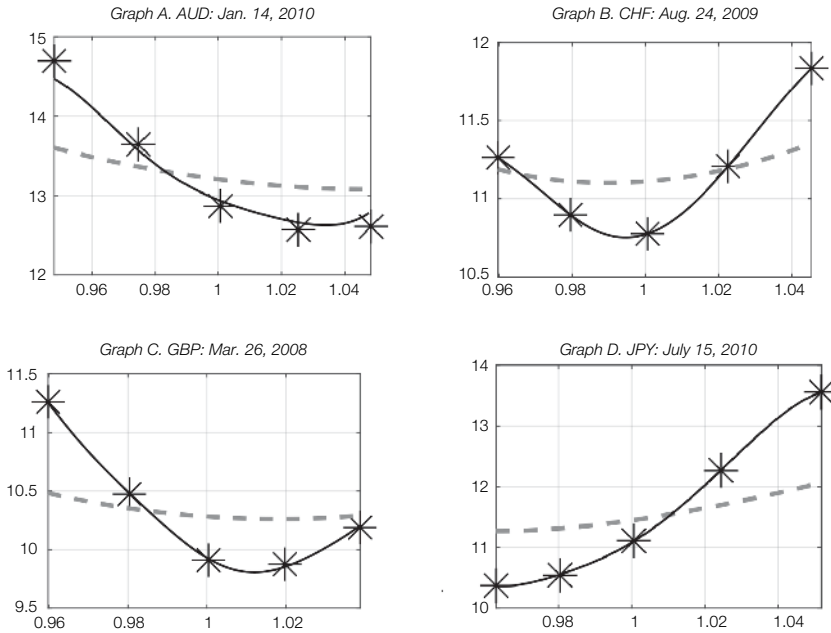 Graph A. AUD: Jan. 14, 2010
15
14
13
12
0.96 0.98 1 1.02 1.04
Graph B. CHF: Aug. 24, 2009
12
11.5
11
10.5
0.96 0.98 1.00 1.02 1.04
Graph C. GBP: Mar. 26, 2008
11.5
11
10.5
10
9.5
0.96 0.98 1 1.02
Graph D. JPY: July 15, 2010
14
13
12
11
10
0.98 1 1.02 1.04